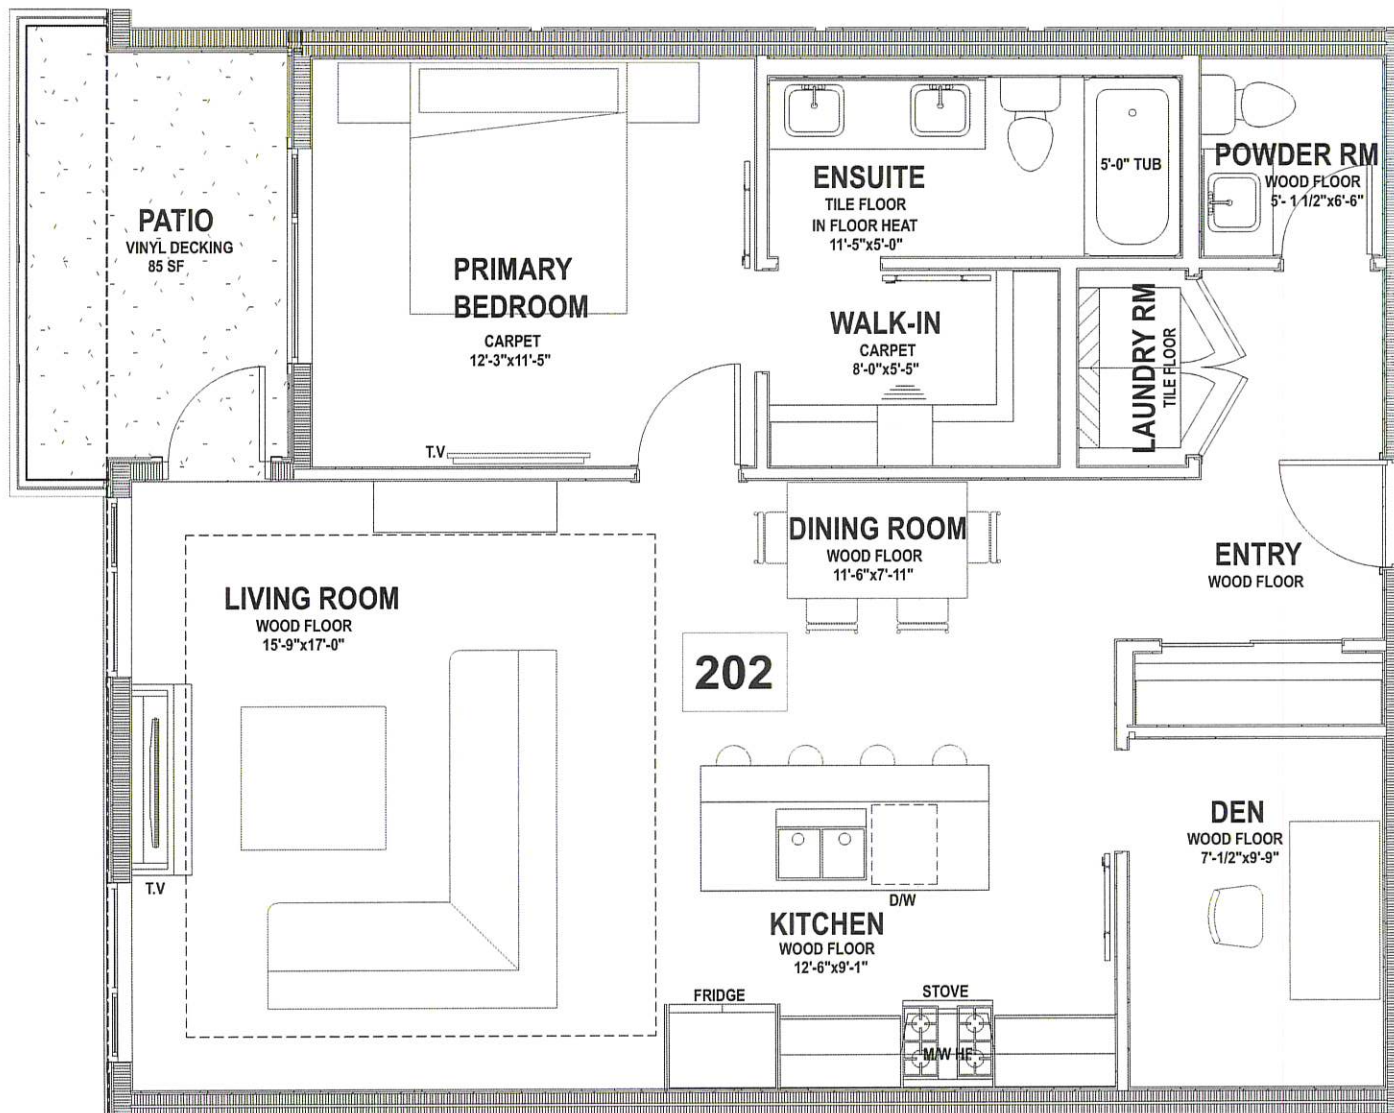 PATIO
VINYL DECKING
85 SF
PRIMARY
BEDROOM
CARPET
12'-3"x11'-5"
T.V
ENSUITE
TILE FLOOR
IN FLOOR HEAT
11'-5"x5'-0"
5'-0" TUB
POWDER RM
WOOD FLOOR
5'- 1 1/2"x6'-6"
WALK-IN
CARPET
8'-0"x5'-5"
LAUNDRY RM
TILE FLOOR
LIVING ROOM
WOOD FLOOR
15'-9"x17'-0"
T.V
DINING ROOM
WOOD FLOOR
11'-6"x7'-11"
ENTRY
WOOD FLOOR
202
D/W
KITCHEN
WOOD FLOOR
12'-6"x9'-1"
FRIDGE
STOVE
M/W HF
DEN
WOOD FLOOR
7'-1/2"x9'-9"